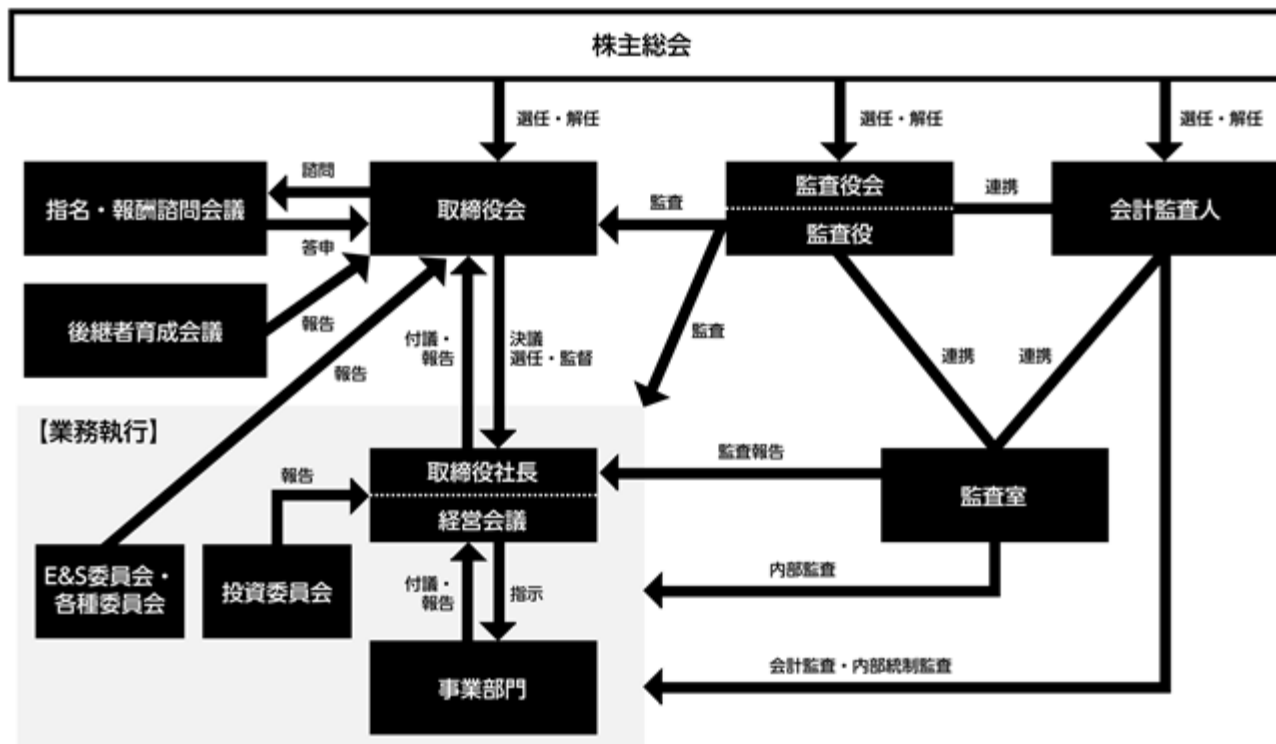 株主総会
選任・解任
選任・解任
選任・解任
諮問
指名・報酬諮問会議
取締役会
監査
監査役会
監査役
連携
会計監査人
答申
後継者育成会議
報告
報告
付議・
報告
決議
選任・監督
監査
連携
連携
【業務執行】
報告
取締役社長
経営会議
監査報告
監査室
E&S委員会・
各種委員会
投資委員会
付議・
報告
指示
内部監査
事業部門
会計監査・内部統制監査